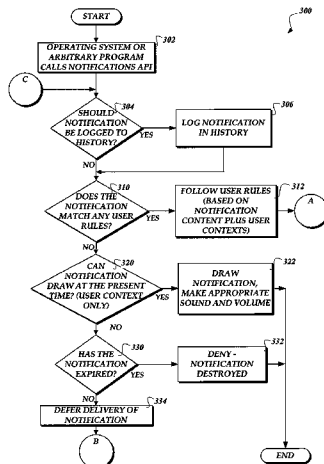 300
START
302
OPERATING SYSTEM OR
ARBITRARY PROGRAM
CALLS NOTIFICATIONS API
C
304
SHOULD
NOTIFICATION
BE LOGGED TO
HISTORY?
YES
306
LOG NOTIFICATION
IN HISTORY
NO
310
DOES THE
NOTIFICATION
MATCH ANY USER
RULES?
YES
312
FOLLOW USER RULES
(BASED ON
NOTIFICATION
CONTENT PLUS USER
CONTEXTS)
A
NO
320
CAN
NOTIFICATION
DRAW AT THE PRESENT
TIME? (USER CONTEXT
ONLY)
YES
322
DRAW
NOTIFICATION,
MAKE APPROPRIATE
SOUND AND VOLUME
NO
330
HAS THE
NOTIFICATION
EXPIRED?
YES
332
DENY -
NOTIFICATION
DESTROYED
NO
334
DEFER DELIVERY OF
NOTIFICATION
B
END